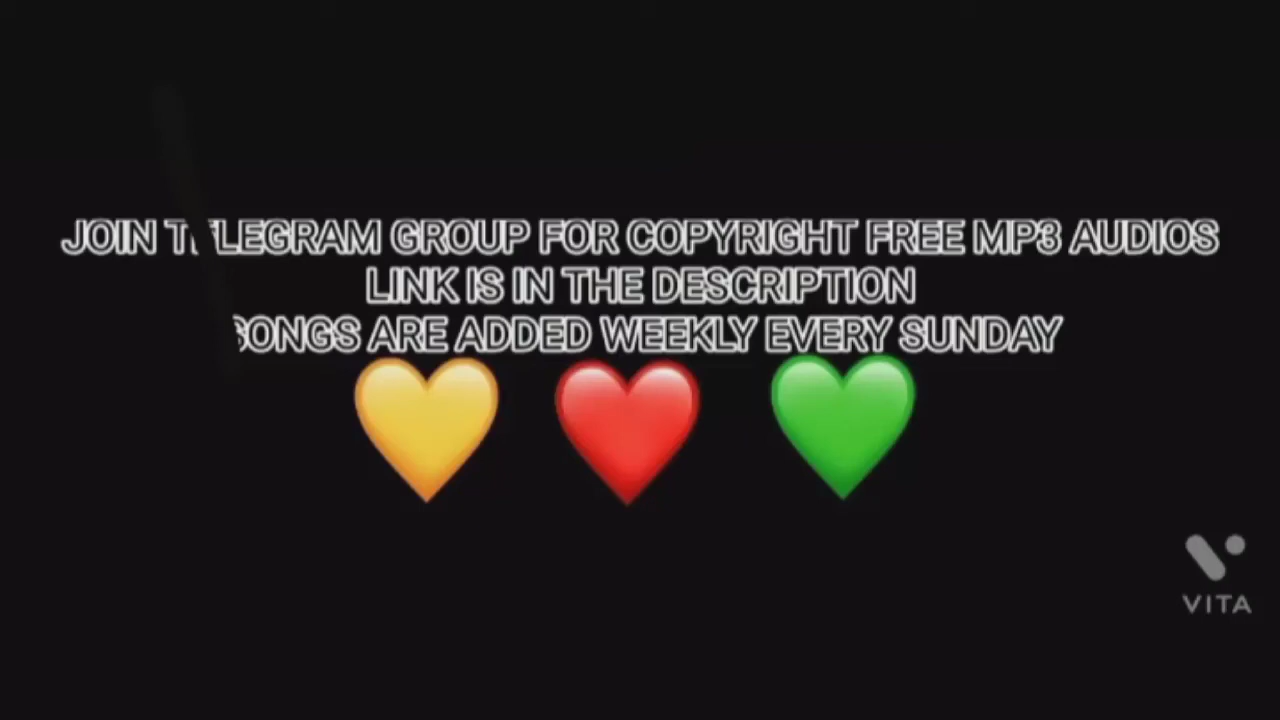 JOIN TELEGRAM GROUP FOR COPYRIGHT FREE MP3 AUDIOS
LINK IS IN THE DESCRIPTION
SONGS ARE ADDED WEEKLY EVERY SUNDAY
VITA